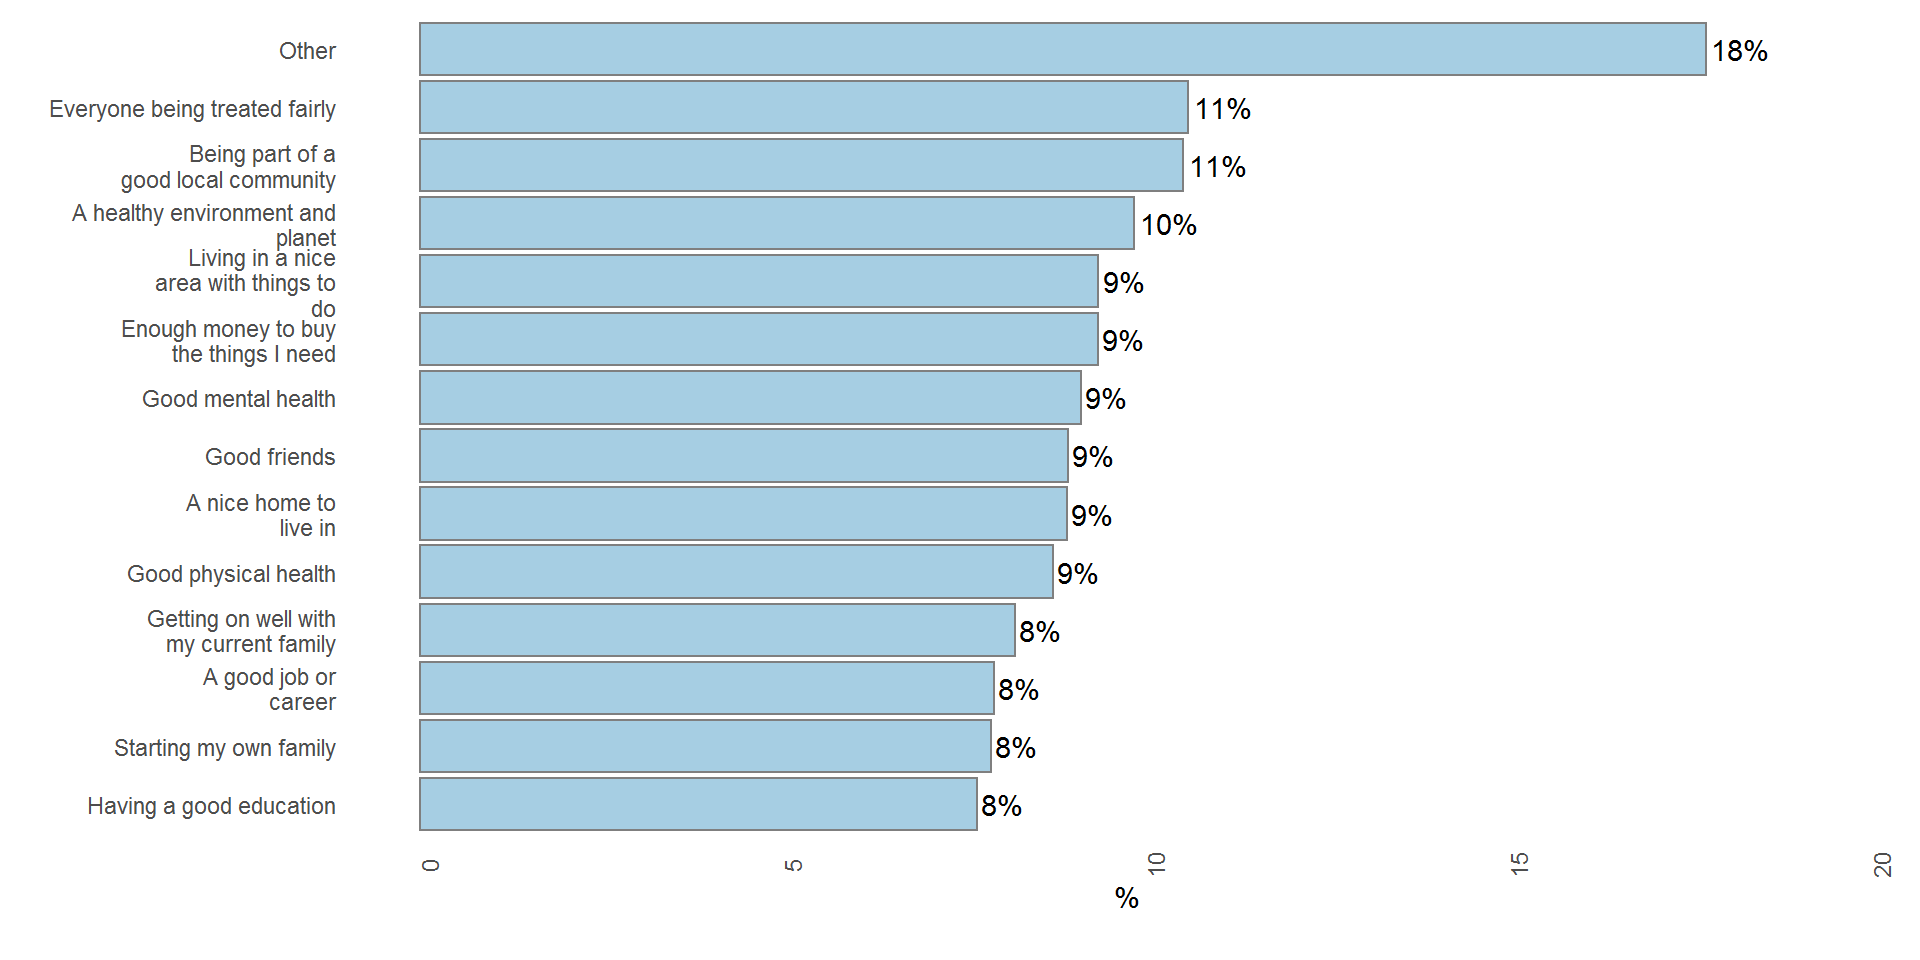 Other
18%
Everyone being treated fairly
11%
Being part of a
good local community
11%
A healthy environment and
planet
10%
Living in a nice
area with things to
do
9%
Enough money to buy
the things I need
9%
Good mental health
9%
Good friends
9%
A nice home to
live in
9%
Good physical health
9%
Getting on well with
my current family
8%
A good job or
career
8%
Starting my own family
8%
Having a good education
8%
0
5
10
15
20
%